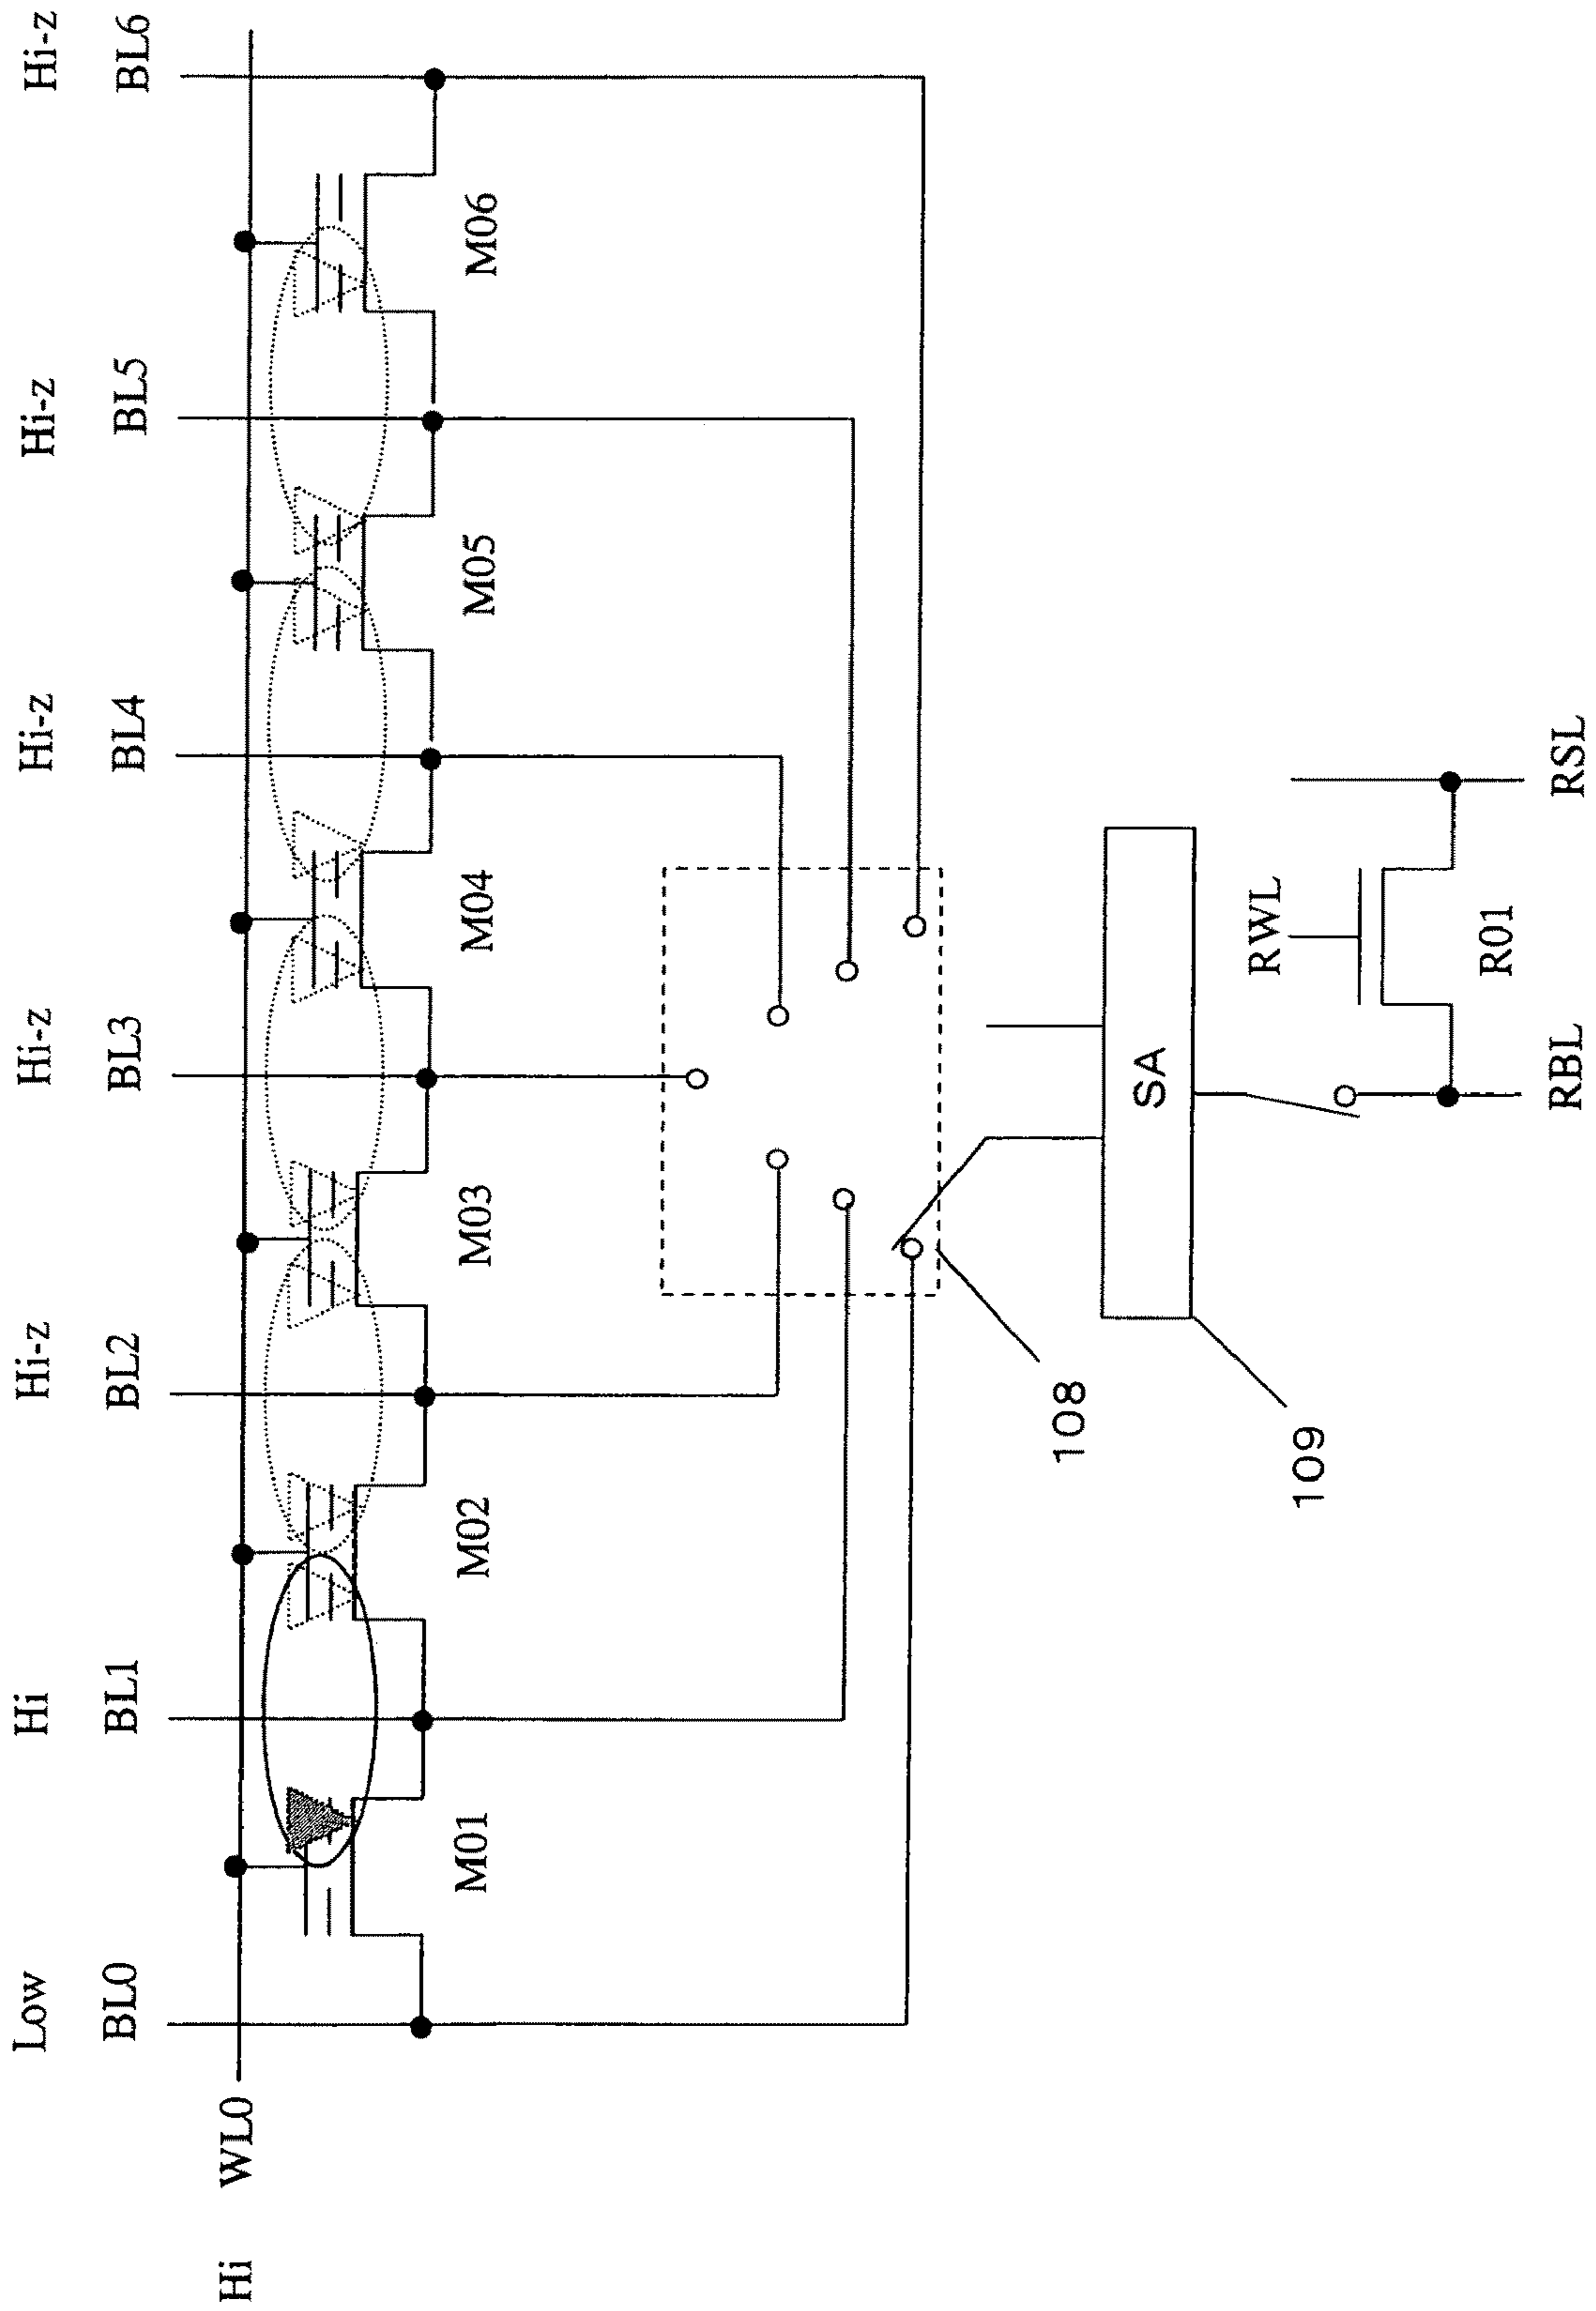 Low Hi Hi-z Hi-z Hi-z Hi-z Hi-z
BL0 BL1 BL2 BL3 BL4 BL5 BL6
Hi WL0
M01 M02 M03 M04 M05 M06
108
SA
109
RWL
R01
RBL RSL